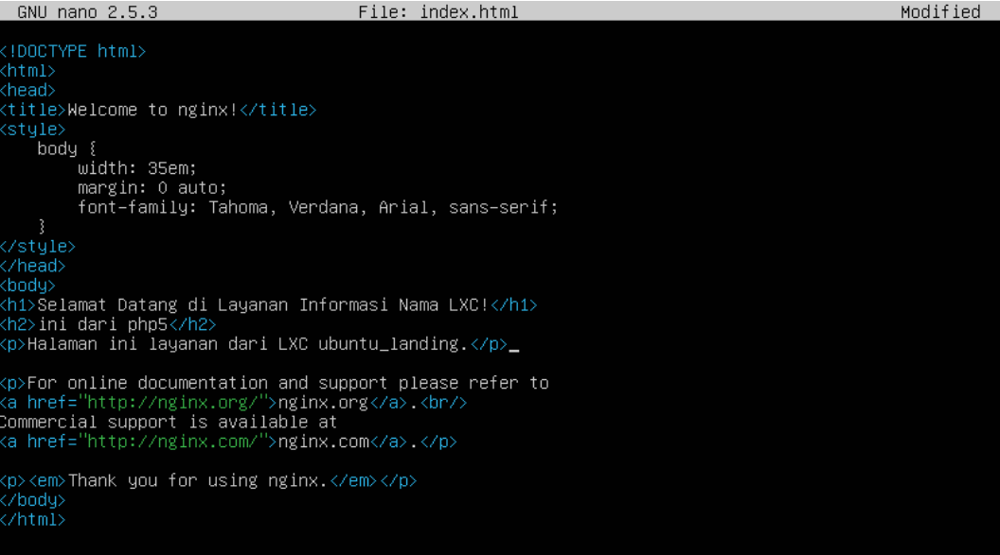 GNU nano 2.5.3 File: index.html Modified
<!DOCTYPE html>
<html>
<head>
<title>Welcome to nginx!</title>
<style>
    body {
        width: 35em;
        margin: 0 auto;
        font-family: Tahoma, Verdana, Arial, sans-serif;
    }
</style>
</head>
<body>
<h1>Selamat Datang di Layanan Informasi Nama LXC!</h1>
<h2>ini dari php5</h2>
<p>Halaman ini layanan dari LXC ubuntu_landing.</p>
<p>For online documentation and support please refer to
<a href="http://nginx.org/">nginx.org</a>.<br/>
Commercial support is available at
<a href="http://nginx.com/">nginx.com</a>.</p>
<p><em>Thank you for using nginx.</em></p>
</body>
</html>